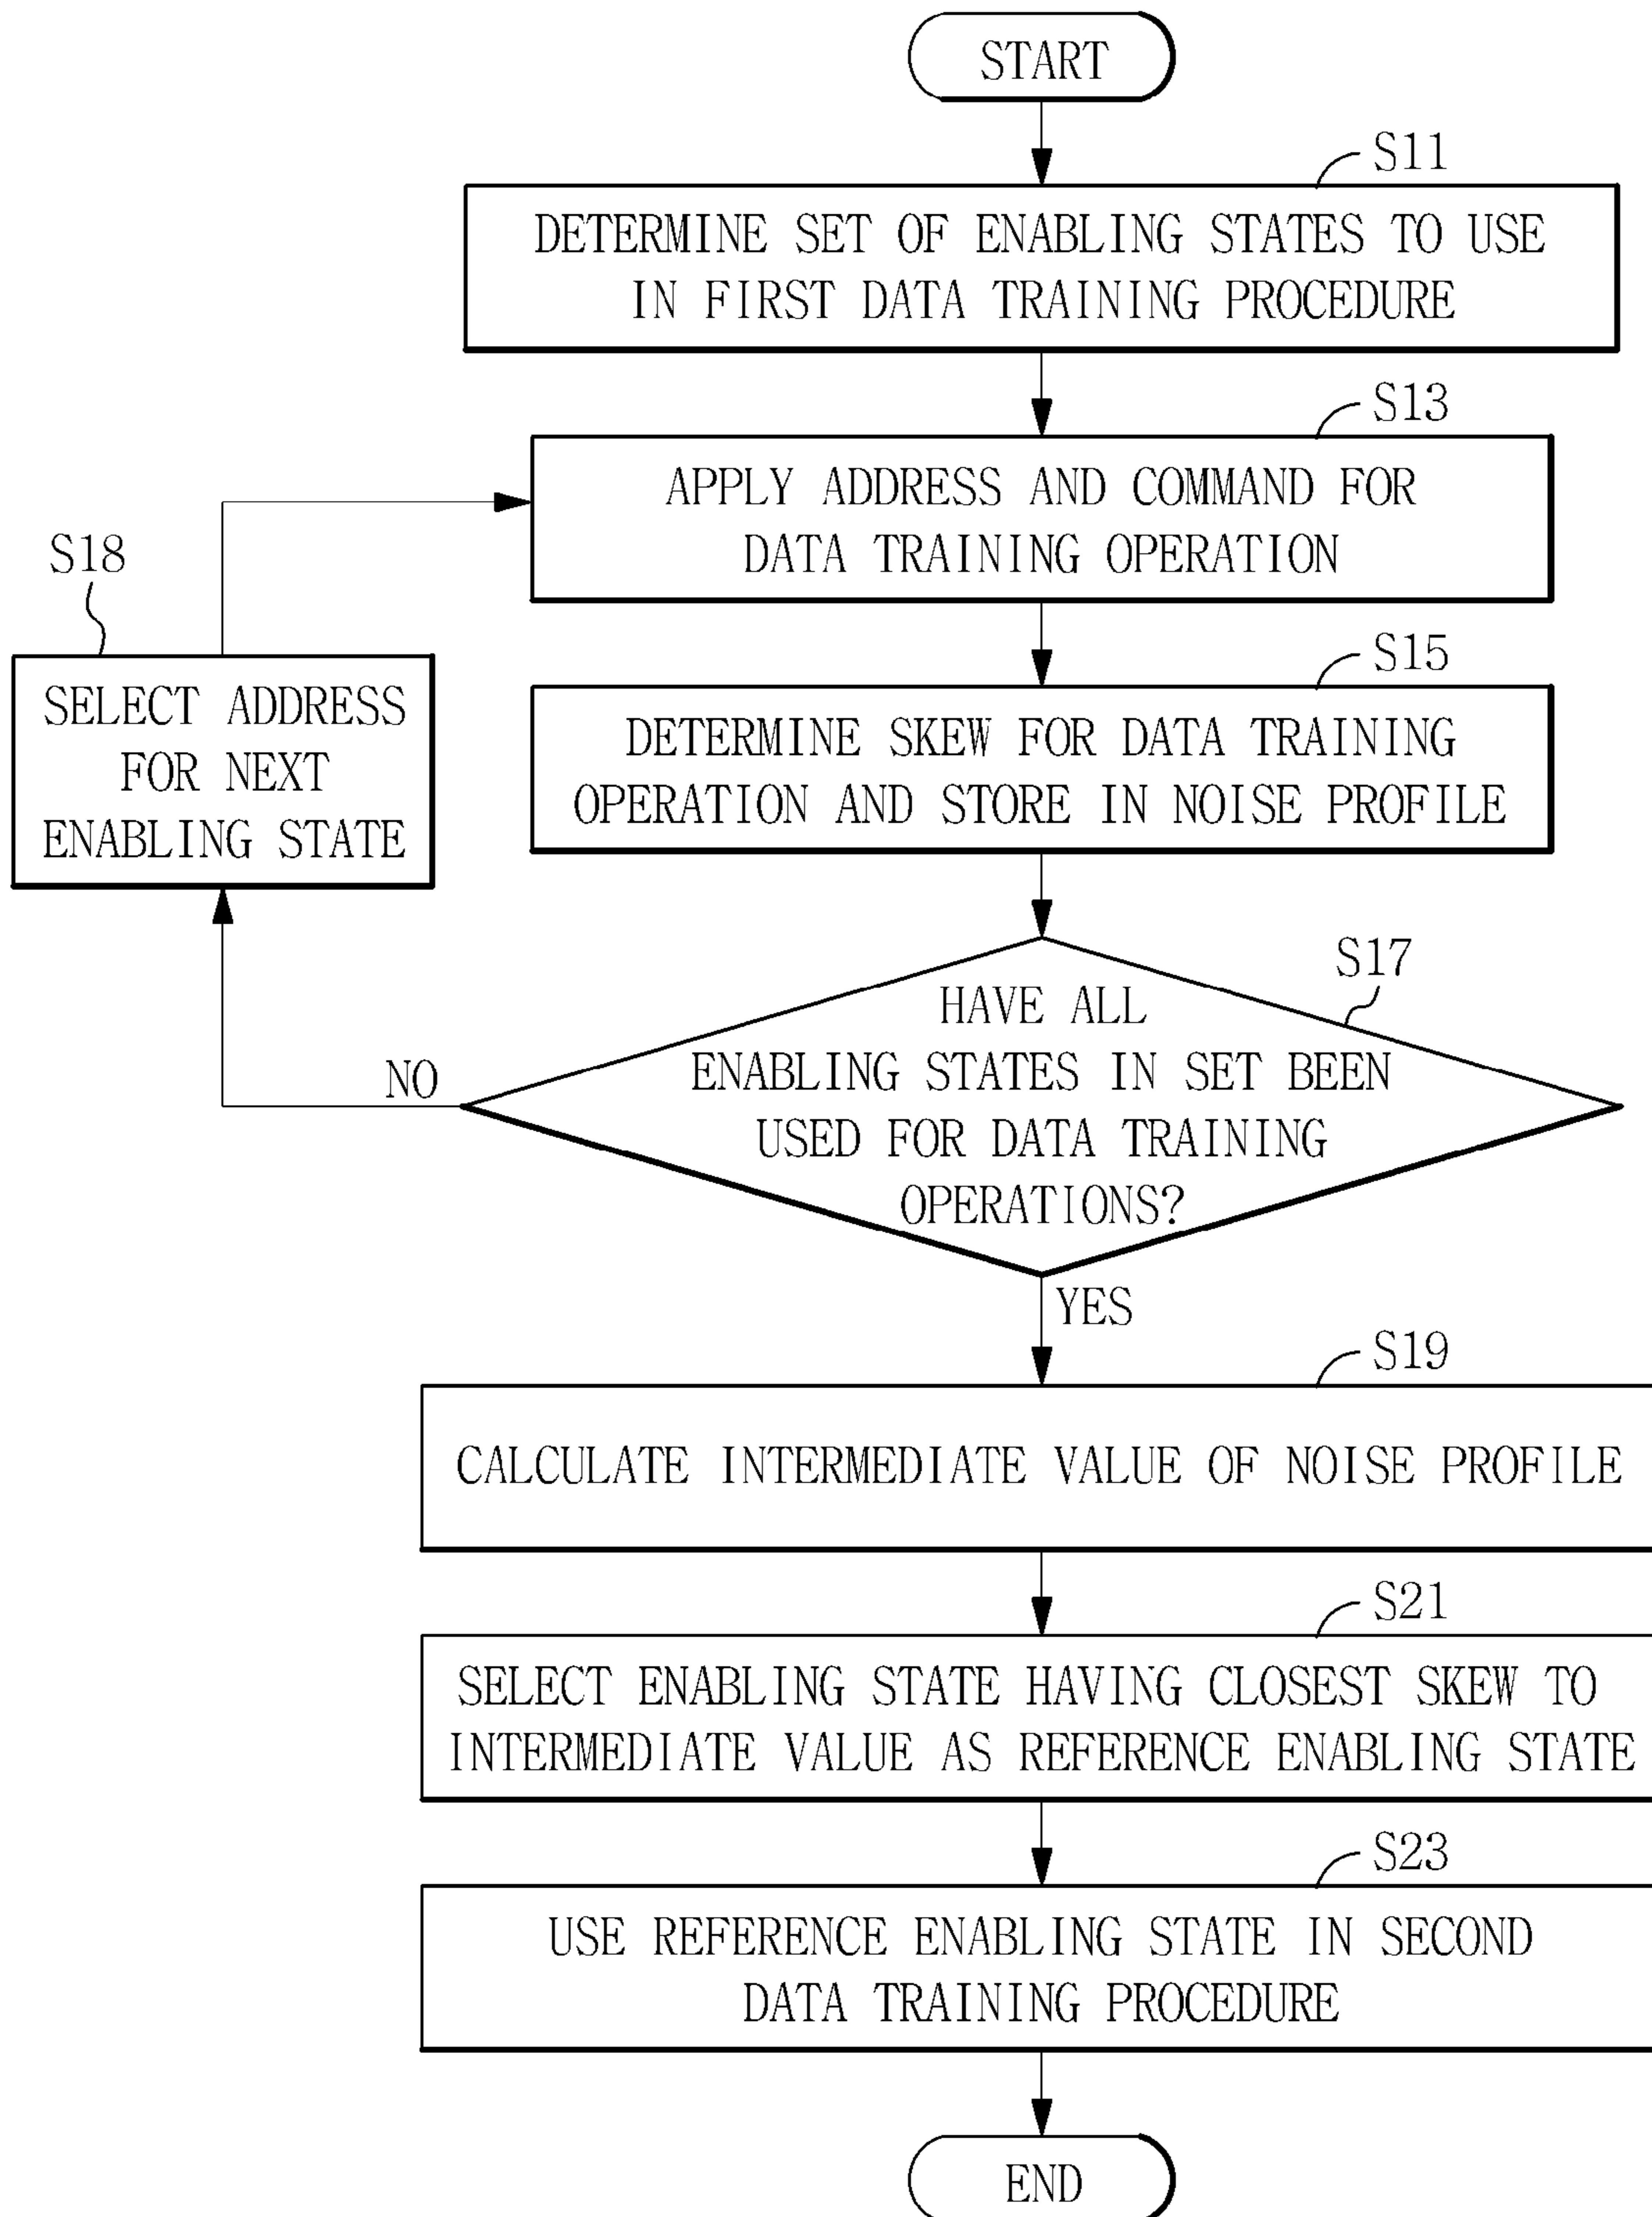 START
S11
DETERMINE SET OF ENABLING STATES TO USE
IN FIRST DATA TRAINING PROCEDURE
S13
APPLY ADDRESS AND COMMAND FOR
DATA TRAINING OPERATION
S18
SELECT ADDRESS
FOR NEXT
ENABLING STATE
S15
DETERMINE SKEW FOR DATA TRAINING
OPERATION AND STORE IN NOISE PROFILE
S17
HAVE ALL
ENABLING STATES IN SET BEEN
USED FOR DATA TRAINING
OPERATIONS?
NO
YES
S19
CALCULATE INTERMEDIATE VALUE OF NOISE PROFILE
S21
SELECT ENABLING STATE HAVING CLOSEST SKEW TO
INTERMEDIATE VALUE AS REFERENCE ENABLING STATE
S23
USE REFERENCE ENABLING STATE IN SECOND
DATA TRAINING PROCEDURE
END